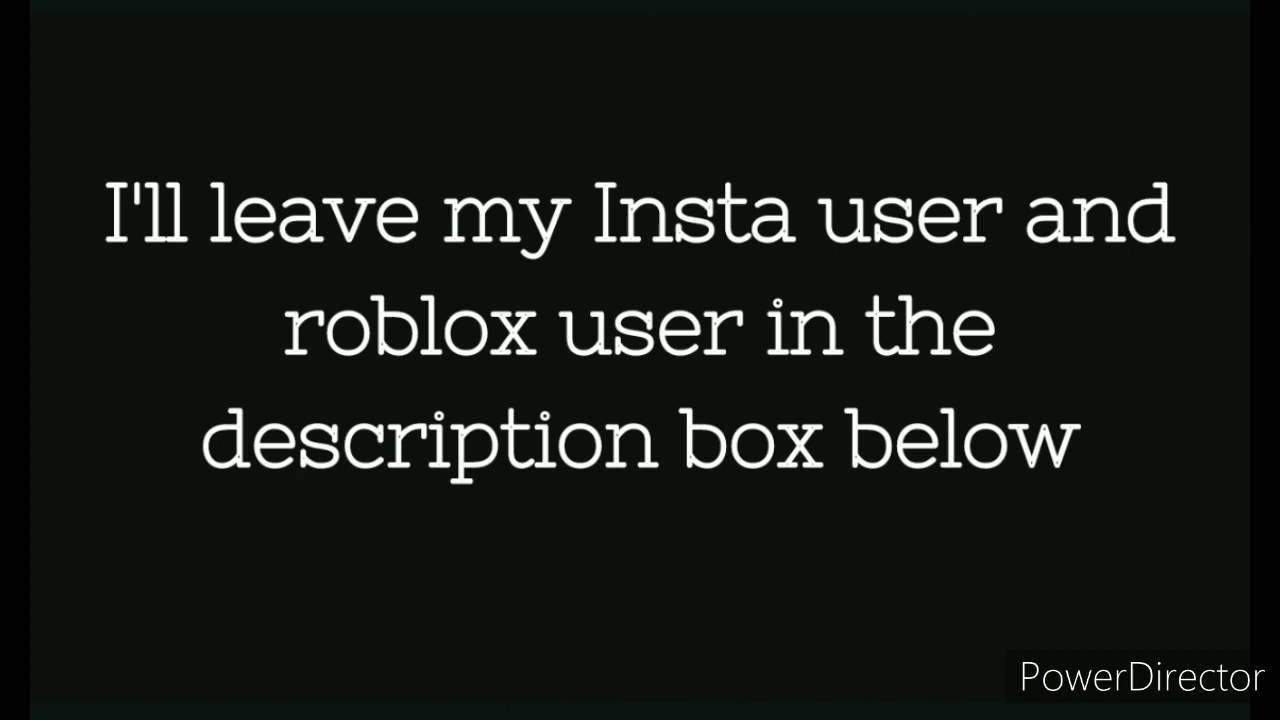 I'll leave my Insta user and
roblox user in the
description box below
PowerDirector